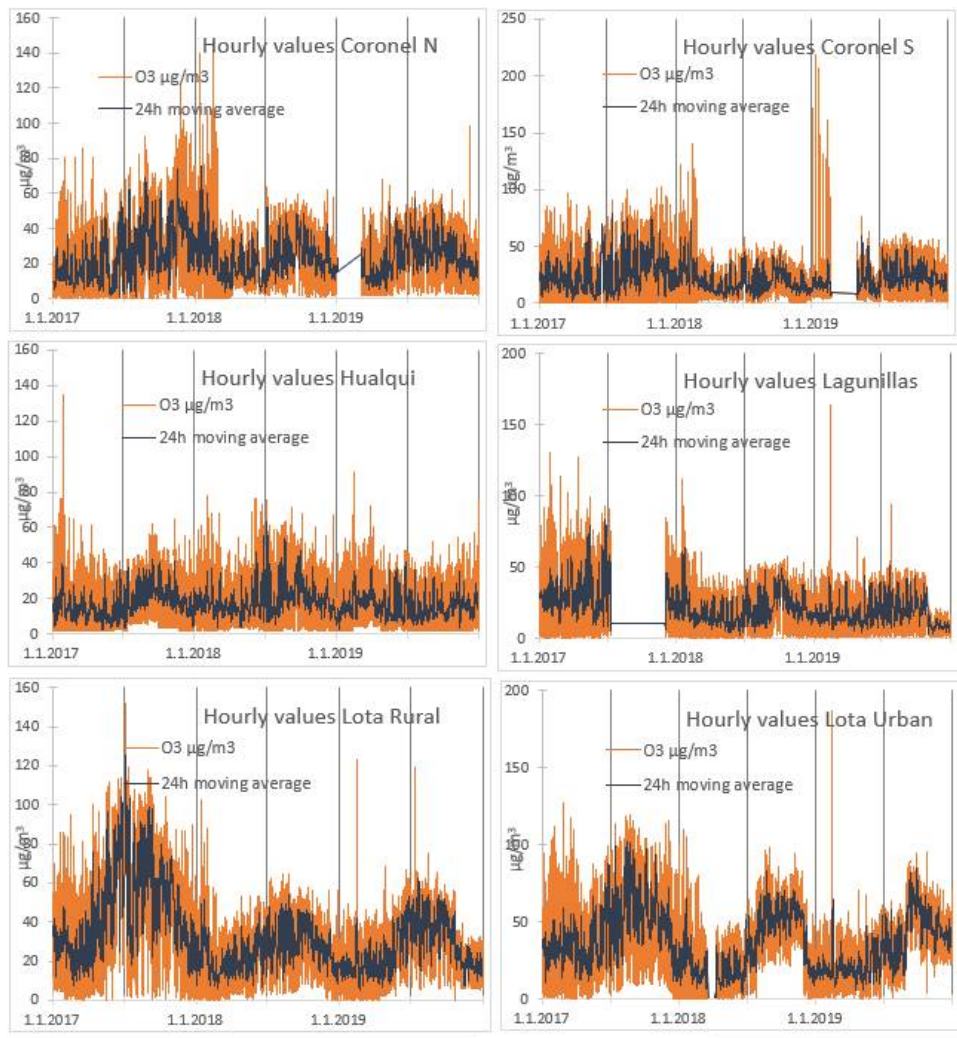 Hourly values Coronel N
O3 µg/m3
24h moving average
µg/m³
160
140
120
100
80
60
40
20
0
1.1.2017
1.1.2018
1.1.2019
Hourly values Coronel S
O3 µg/m3
24h moving average
µg/m³
250
200
150
100
50
0
1.1.2017
1.1.2018
1.1.2019
Hourly values Hualqui
O3 µg/m3
24h moving average
µg/m³
160
140
120
100
80
60
40
20
0
1.1.2017
1.1.2018
1.1.2019
Hourly values Lagunillas
O3 µg/m3
24h moving average
µg/m³
200
150
100
50
0
1.1.2017
1.1.2018
1.1.2019
Hourly values Lota Rural
O3 µg/m3
24h moving average
µg/m³
160
140
120
100
80
60
40
20
0
1.1.2017
1.1.2018
1.1.2019
Hourly values Lota Urban
O3 µg/m3
24h moving average
µg/m³
200
150
100
50
0
1.1.2017
1.1.2018
1.1.2019